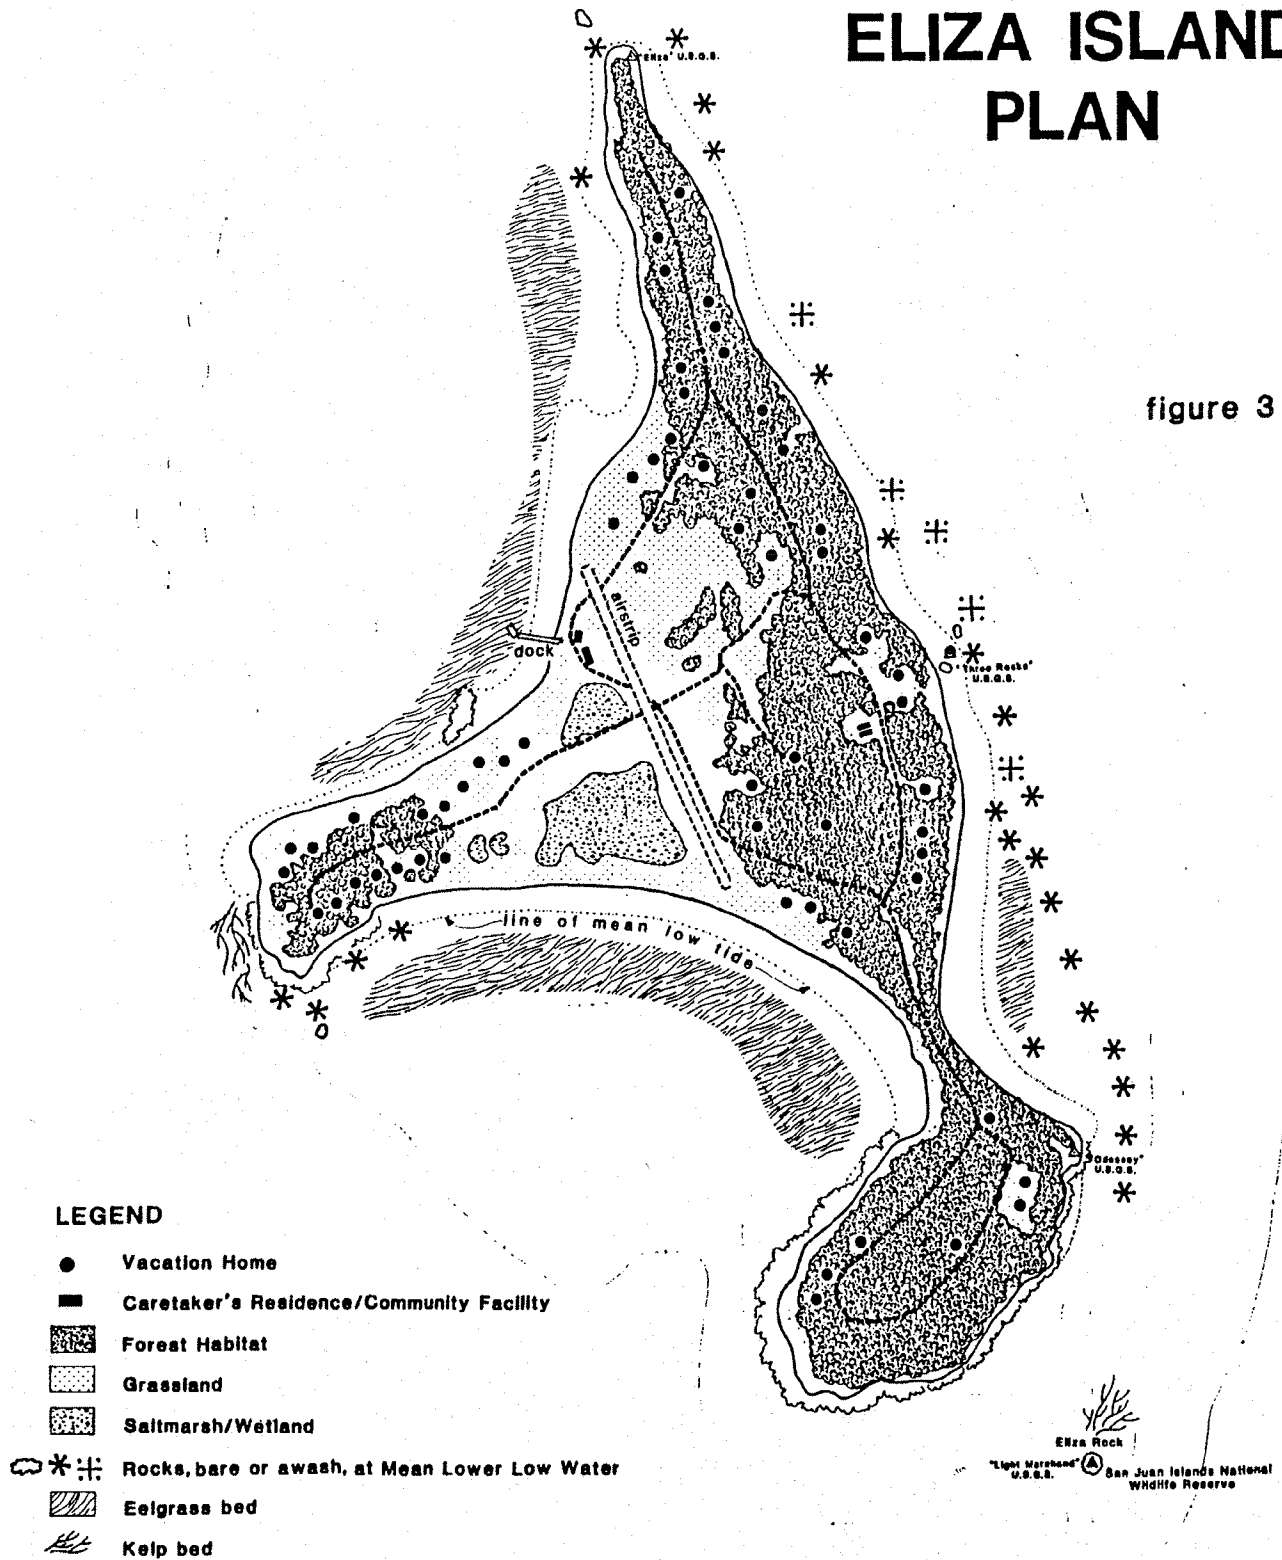 ELIZA ISLAND
PLAN
"Eliza" U.S.G.S.
figure 3
airstrip
dock
"Three Rocks"
U.S.G.S.
line of mean low tide
"Odessey"
U.S.G.S.
LEGEND
Vacation Home
Caretaker's Residence/Community Facility
Forest Habitat
Grassland
Saltmarsh/Wetland
Rocks, bare or awash, at Mean Lower Low Water
Eelgrass bed
Kelp bed
Eliza Rock
"Light
U.S.G.S.
San Juan Islands National
Wildlife Reserve